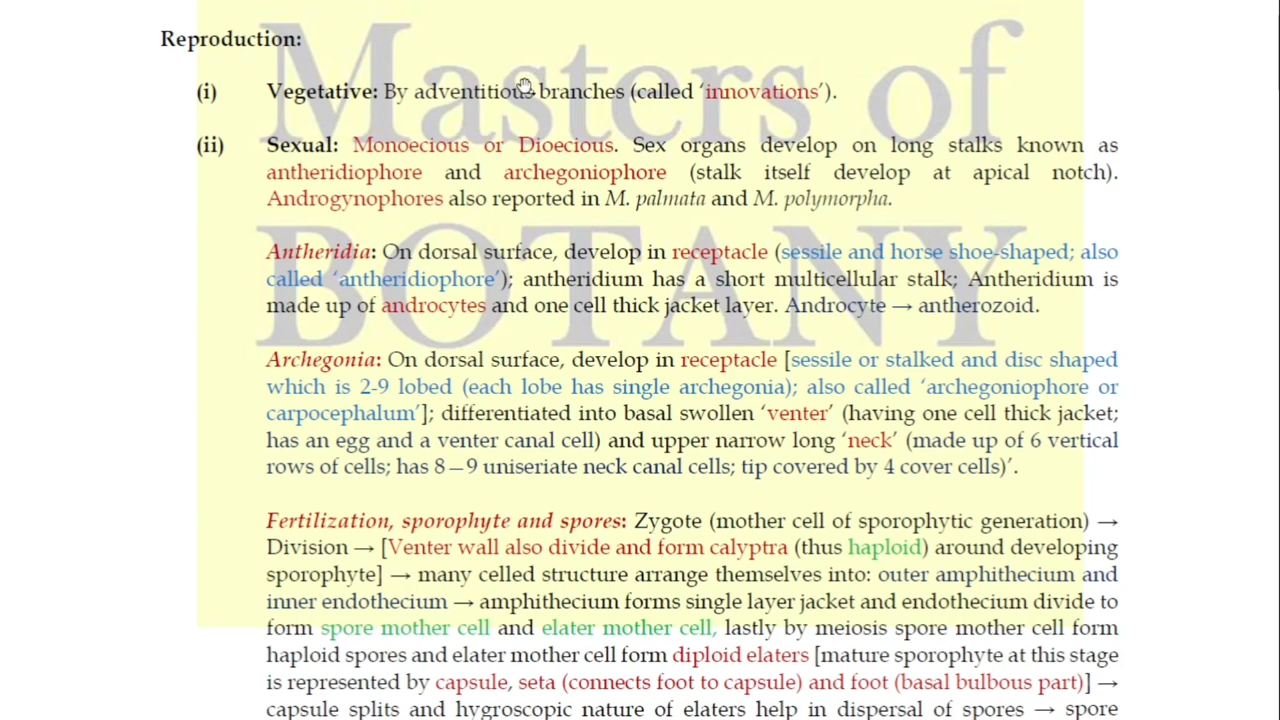 Masters of
BOTANY
Reproduction:
(i) Vegetative: By adventitious branches (called ‘innovations’).
(ii) Sexual: Monoecious or Dioecious. Sex organs develop on long stalks known as
antheridiophore and archegoniophore (stalk itself develop at apical notch).
Androgynophores also reported in M. palmata and M. polymorpha.
Antheridia: On dorsal surface, develop in receptacle (sessile and horse shoe-shaped; also
called ‘antheridiophore’); antheridium has a short multicellular stalk; Antheridium is
made up of androcytes and one cell thick jacket layer. Androcyte → antherozoid.
Archegonia: On dorsal surface, develop in receptacle [sessile or stalked and disc shaped
which is 2-9 lobed (each lobe has single archegonia); also called ‘archegoniophore or
carpocephalum’]; differentiated into basal swollen ‘venter’ (having one cell thick jacket;
has an egg and a venter canal cell) and upper narrow long ‘neck’ (made up of 6 vertical
rows of cells; has 8–9 uniseriate neck canal cells; tip covered by 4 cover cells)’.
Fertilization, sporophyte and spores: Zygote (mother cell of sporophytic generation) →
Division → [Venter wall also divide and form calyptra (thus haploid) around developing
sporophyte] → many celled structure arrange themselves into: outer amphithecium and
inner endothecium → amphithecium forms single layer jacket and endothecium divide to
form spore mother cell and elater mother cell, lastly by meiosis spore mother cell form
haploid spores and elater mother cell form diploid elaters [mature sporophyte at this stage
is represented by capsule, seta (connects foot to capsule) and foot (basal bulbous part)] →
capsule splits and hygroscopic nature of elaters help in dispersal of spores → spore